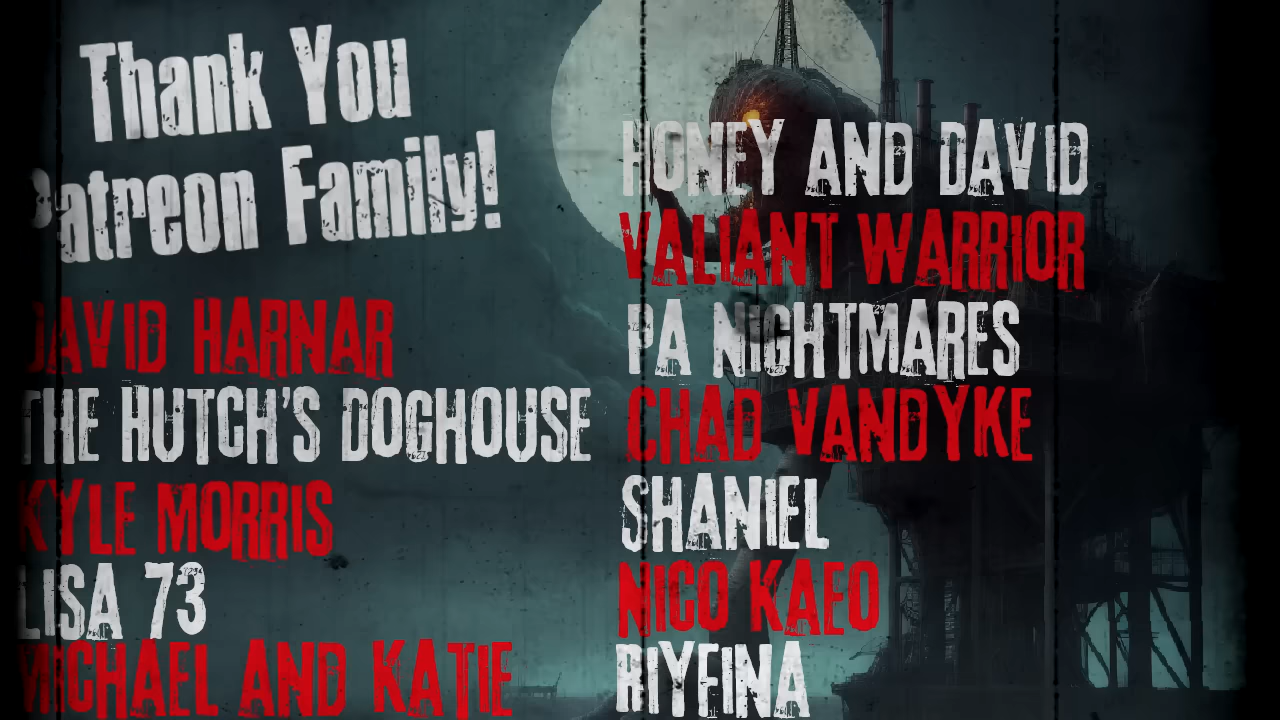 Thank You
Patreon Family!
DAVID HARNAR
THE HUTCH'S DOGHOUSE
KYLE MORRIS
LISA 73
MICHAEL AND KATIE
HONEY AND DAVID
VALIANT WARRIOR
PA NIGHTMARES
CHAD VANDYKE
SHANIEL
NICO KAEO
RIYEINA